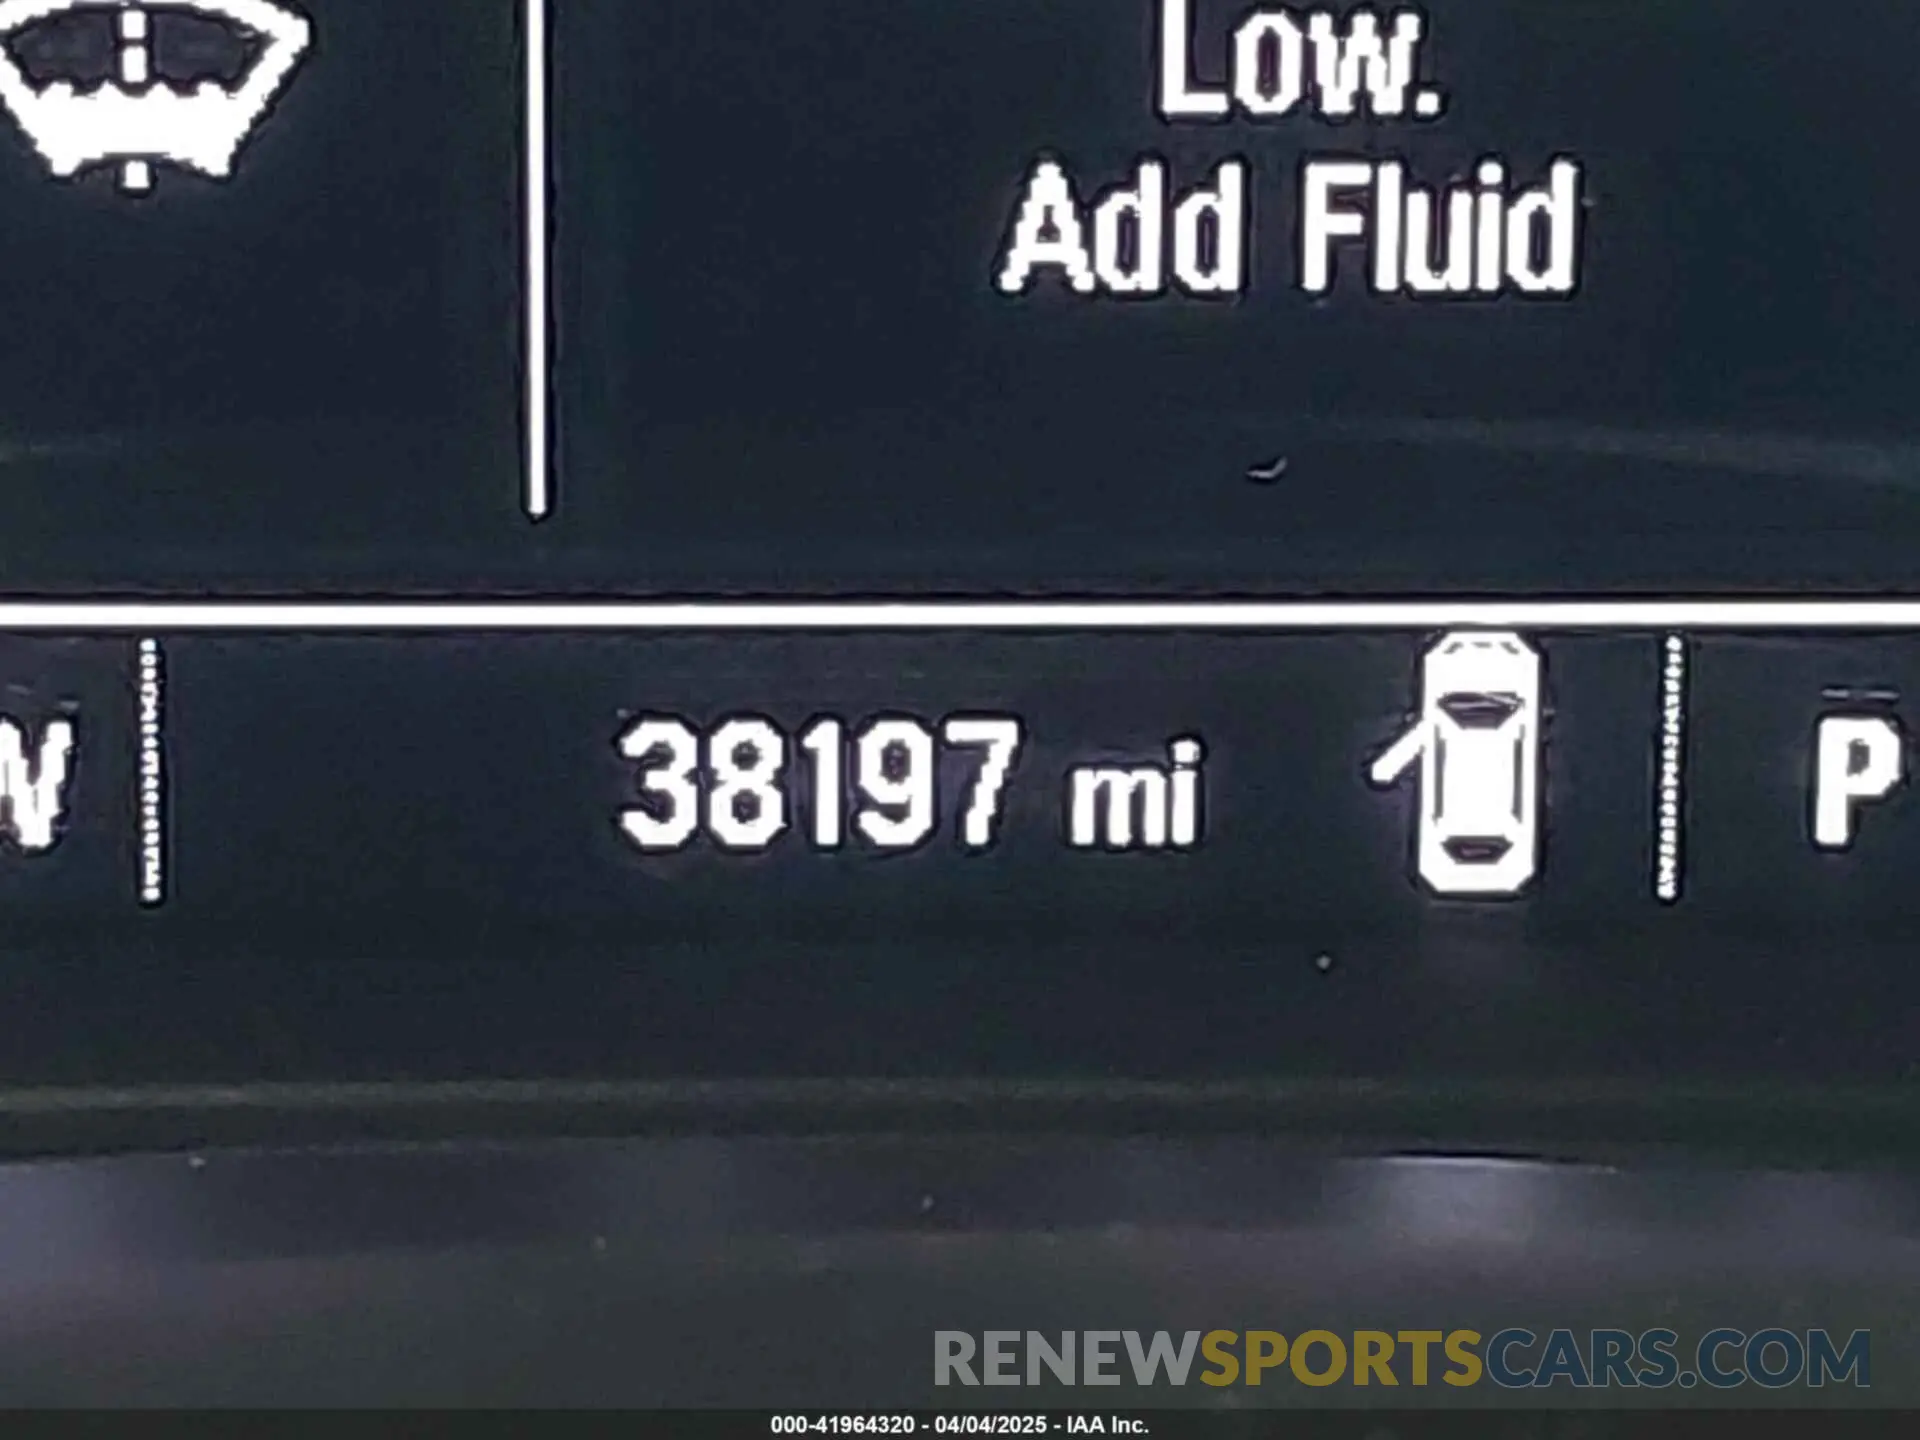 Low.
Add Fluid
W 38197 mi P
RENEWSPORTSCARS.COM
000-41964320 - 04/04/2025 - IAA Inc.